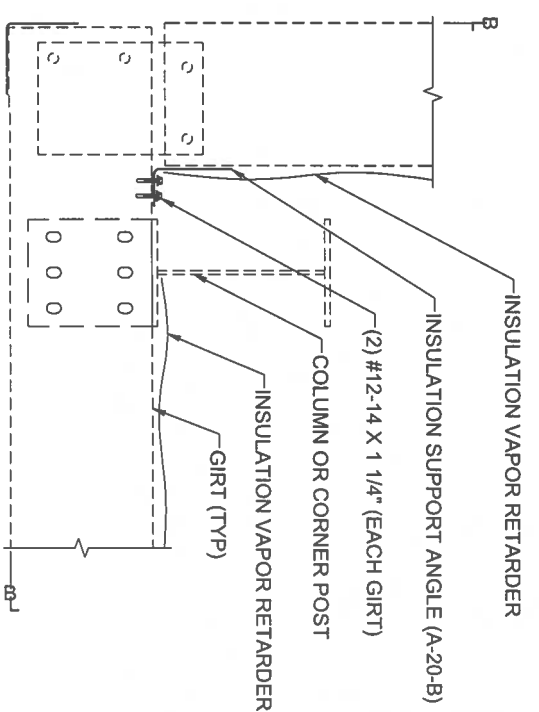 INSULATION VAPOR RETARDER
INSULATION SUPPORT ANGLE (A-20-B)
(2) #12-14 X 1 1/4" (EACH GIRT)
COLUMN OR CORNER POST
INSULATION VAPOR RETARDER
GIRT (TYP)